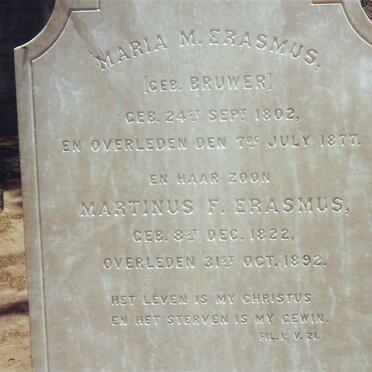 MARIA M. ERASMUS,
[GEB. BRUWER]
GEB. 24ST SEPT 1802,
EN OVERLEDEN DEN 7DE JULY 1877.
EN HAAR ZOON
MARTINUS F. ERASMUS,
GEB. 8ST DEC. 1822,
OVERLEDEN 31ST OCT. 1892.
HET LEVEN IS MY CHRISTUS
EN HET STERVEN IS MY GEWIN.
FIL. 1; V. 21.